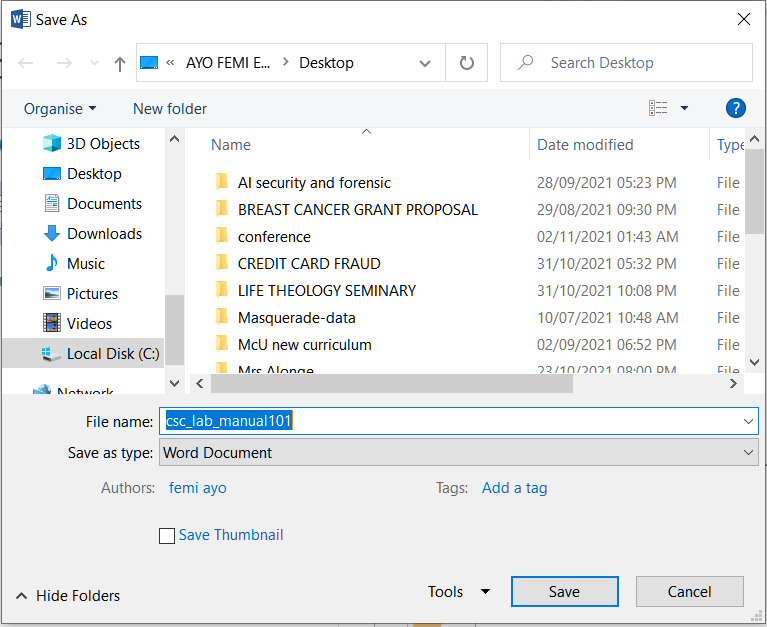 Save As
« AYO FEMI E... > Desktop
Search Desktop
Organise
New folder
?
Name
Date modified
Type
3D Objects
Desktop
Documents
Downloads
Music
Pictures
Videos
Local Disk (C:)
Network
AI security and forensic 28/09/2021 05:23 PM File
BREAST CANCER GRANT PROPOSAL 29/08/2021 09:30 PM File
conference 02/11/2021 01:43 AM File
CREDIT CARD FRAUD 31/10/2021 05:32 PM File
LIFE THEOLOGY SEMINARY 31/10/2021 10:08 PM File
Masquerade-data 10/07/2021 10:48 AM File
McU new curriculum 02/09/2021 06:52 PM File
Mrs Alonge 23/10/2021 08:00 PM File
File name: csc_lab_manual101
Save as type: Word Document
Authors: femi ayo
Tags: Add a tag
Save Thumbnail
Hide Folders
Tools
Save
Cancel